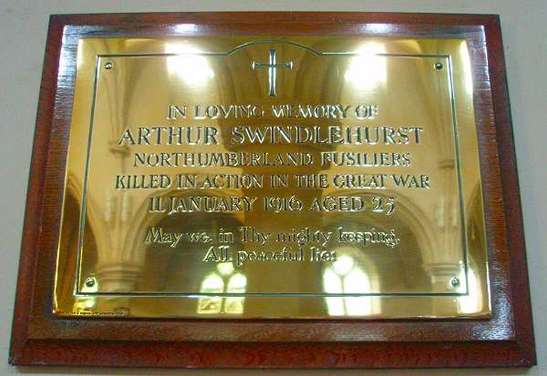 IN LOVING MEMORY OF
ARTHUR SWINDLEHURST
NORTHUMBERLAND FUSILIERS
KILLED IN ACTION IN THE GREAT WAR
11 JANUARY 1916 AGED 25
May we in Thy mighty keeping,
All peaceful lie.